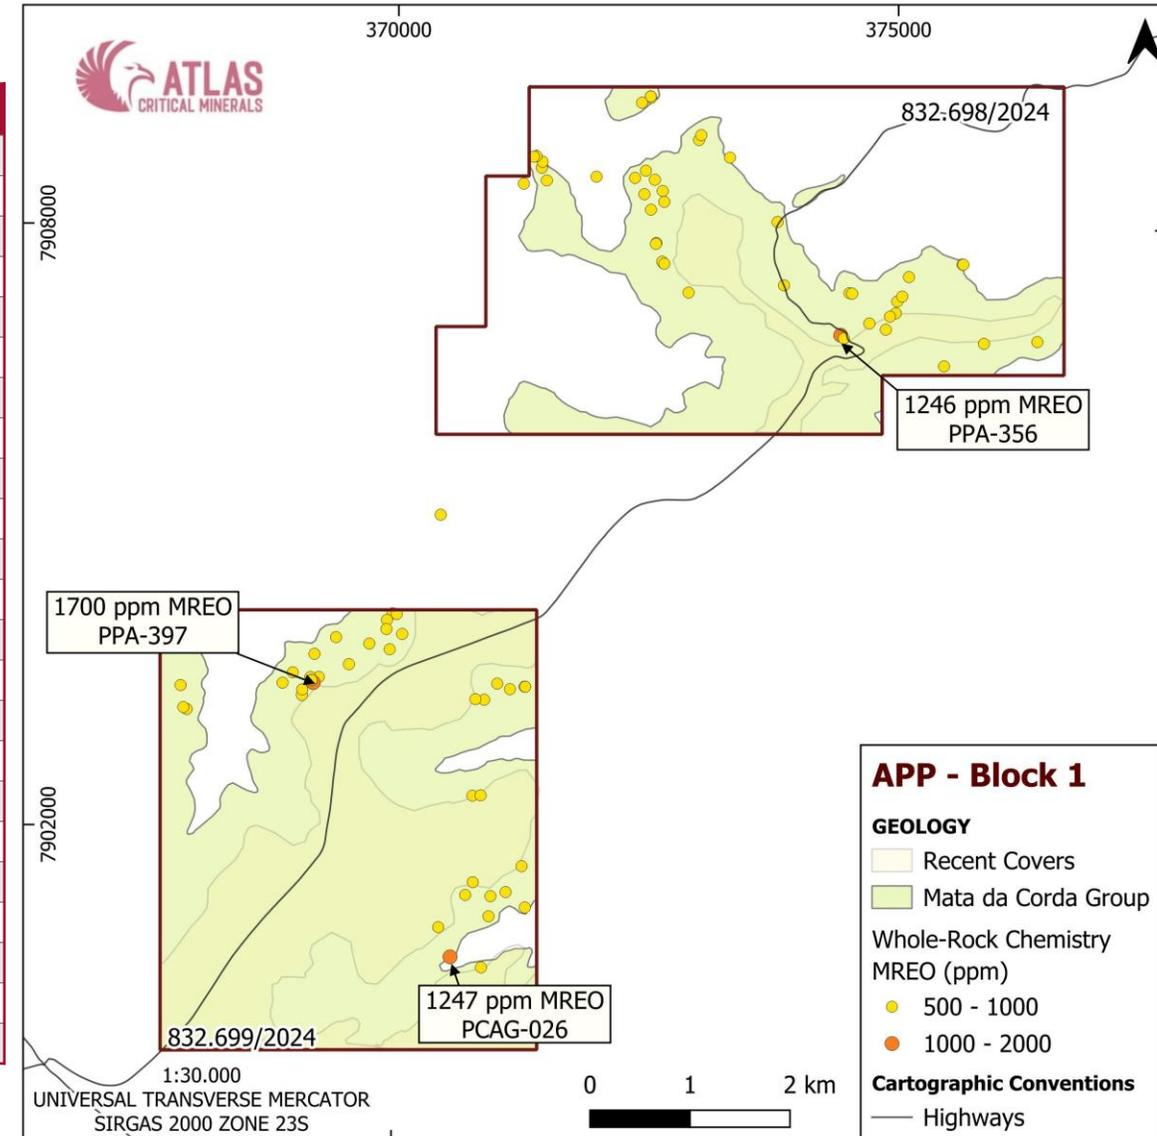 370000
375000
ATLAS
CRITICAL MINERALS
832.698/2024
7908000
1246 ppm MREO
PPA-356
1700 ppm MREO
PPA-397
7902000
1247 ppm MREO
PCAG-026
832.699/2024
1:30.000
UNIVERSAL TRANSVERSE MERCATOR
SIRGAS 2000 ZONE 23S
0 1 2 km
APP - Block 1
GEOLOGY
Recent Covers
Mata da Corda Group
Whole-Rock Chemistry
MREO (ppm)
500 - 1000
1000 - 2000
Cartographic Conventions
Highways